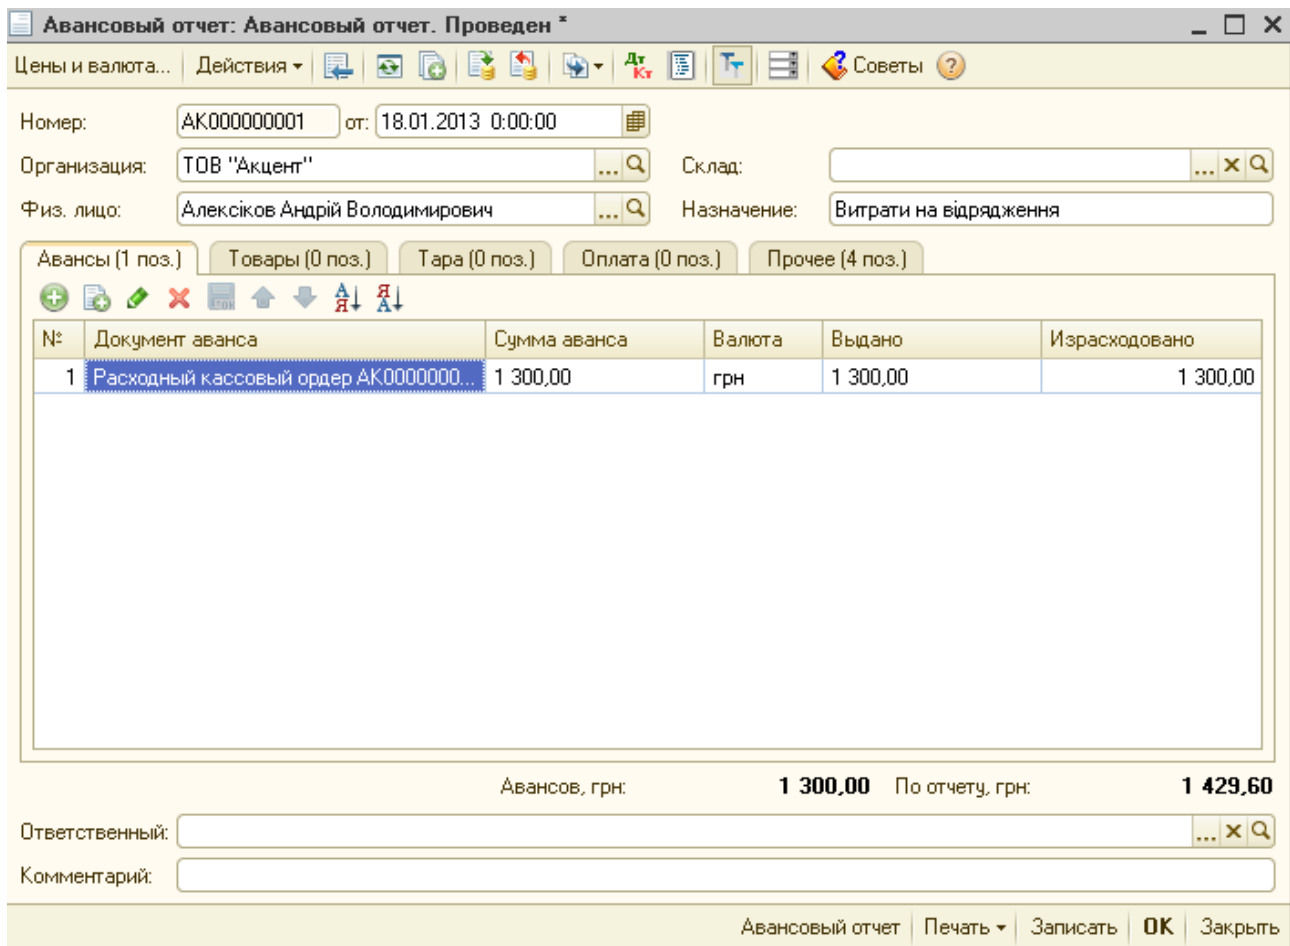 Авансовый отчет: Авансовый отчет. Проведен *
Цены и валюта... Действия Дт Кт Советы
Номер: АК000000001 от: 18.01.2013 0:00:00
Организация: ТОВ "Акцент" ... Склад: ...
Физ. лицо: Алексіков Андрій Володимирович ... Назначение: Витрати на відрядження
Авансы (1 поз.) Товары (0 поз.) Тара (0 поз.) Оплата (0 поз.) Прочее (4 поз.)
№ Документ аванса Сумма аванса Валюта Выдано Израсходовано
1 Расходный кассовый ордер АК0000000... 1 300,00 грн 1 300,00 1 300,00
Авансов, грн: 1 300,00 По отчету, грн: 1 429,60
Ответственный: ...
Комментарий:
Авансовый отчет Печать Записать OK Закрыть